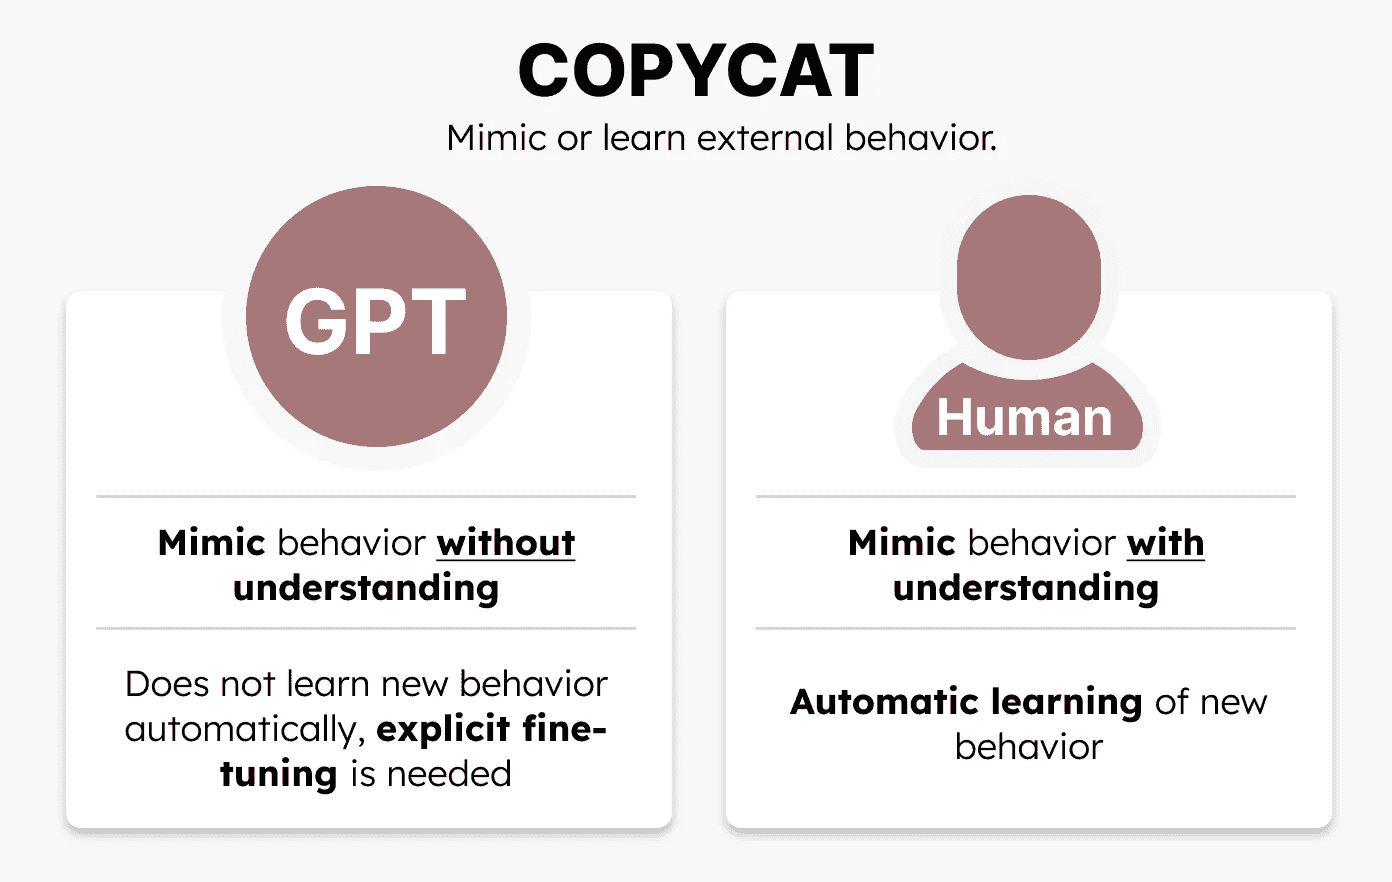 COPYCAT
Mimic or learn external behavior.
GPT
Mimic behavior without
understanding
Does not learn new behavior
automatically, explicit fine-
tuning is needed
Human
Mimic behavior with
understanding
Automatic learning of new
behavior